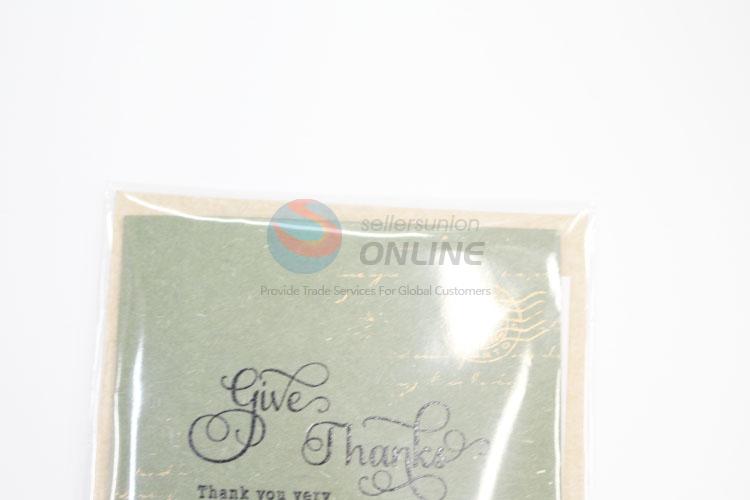 sellersunion
ONLINE
Provide Trade Services For Global Customers
Give
Thanks
Thank you very